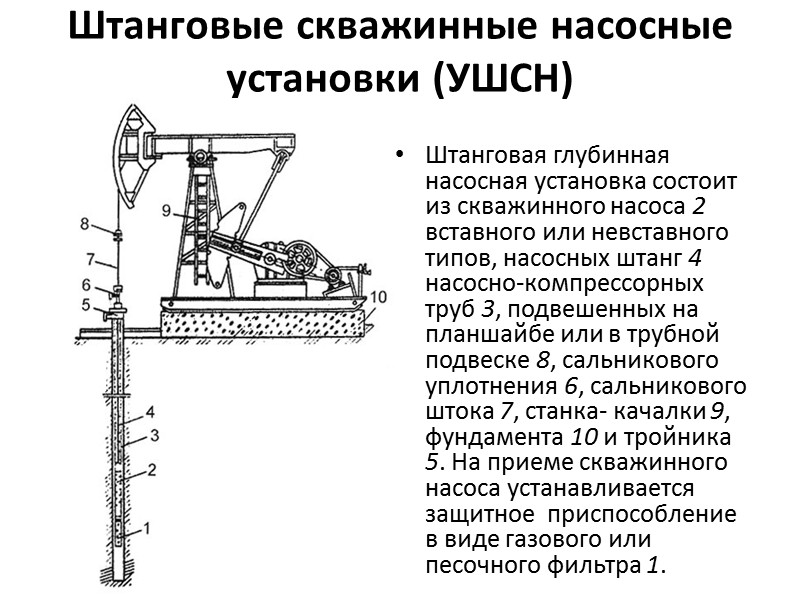 Штанговые скважинные насосные
установки (УШСН)
• Штанговая глубинная
насосная установка состоит
из скважинного насоса 2
вставного или невставного
типов, насосных штанг 4
насосно-компрессорных
труб 3, подвешенных на
планшайбе или в трубной
подвеске 8, сальникового
уплотнения 6, сальникового
штока 7, станка- качалки 9,
фундамента 10 и тройника
5. На приеме скважинного
насоса устанавливается
защитное приспособление
в виде газового или
песочного фильтра 1.
9
8
7
6
10
5
4
3
2
1